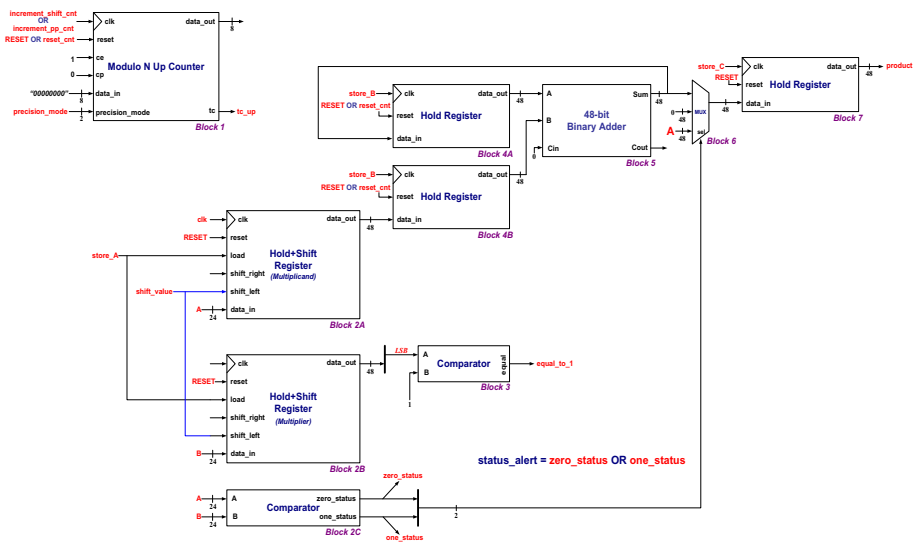 increment_shift_cnt
OR
increment_pp_cnt
RESET OR reset_cnt
1
0
"00000000"
8
precision_mode
2
clk
data_out
8
reset
ce
Modulo N Up Counter
cp
data_in
precision_mode
tc
tc_up
Block 1
store_B
RESET OR reset_cnt
clk
data_out
48
reset
Hold Register
data_in
Block 4A
store_B
RESET OR reset_cnt
clk
data_out
48
reset
Hold Register
data_in
Block 4B
A
Sum
48
48-bit
Binary Adder
B
0
Cin
Cout
Block 5
0
48
A
48
MUX
sel
48
Block 6
store_C
RESET
clk
data_out
48
product
reset
Hold Register
data_in
Block 7
clk
RESET
store_A
shift_value
A
24
clk
data_out
48
reset
Hold+Shift
load
Register
(Multiplicand)
shift_right
shift_left
data_in
Block 2A
RESET
B
24
clk
data_out
48
reset
Hold+Shift
load
Register
(Multiplier)
shift_right
shift_left
data_in
Block 2B
LSB
A
B
Comparator
equal
equal_to_1
1
Block 3
status_alert = zero_status OR one_status
zero_status
A
24
B
24
A
zero_status
Comparator
B
one_status
2
Block 2C
one_status